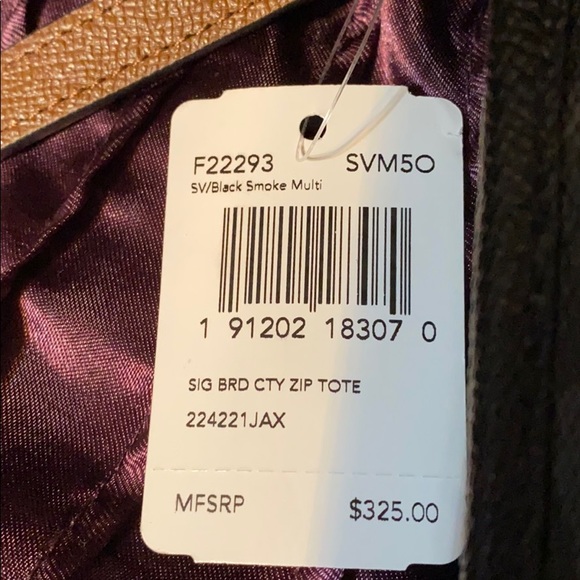 F22293 SVM5O
SV/Black Smoke Multi
1 91202 18307 0
SIG BRD CTY ZIP TOTE
224221JAX
MFSRP $325.00